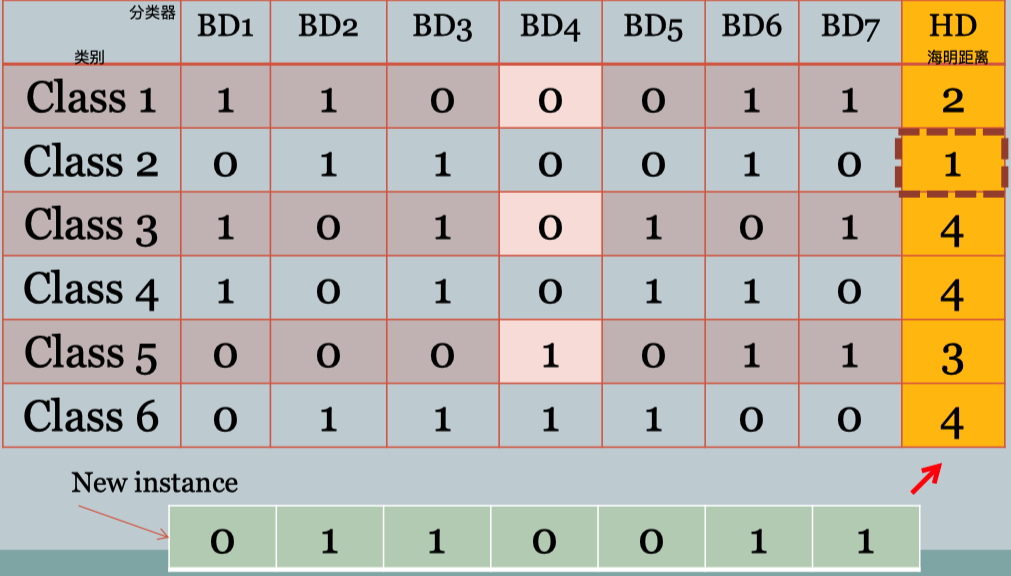 分类器 BD1 BD2 BD3 BD4 BD5 BD6 BD7 HD
类别 海明距离
Class 1 1 1 0 0 0 1 1 2
Class 2 0 1 1 0 0 1 0 1
Class 3 1 0 1 0 1 0 1 4
Class 4 1 0 1 0 1 1 0 4
Class 5 0 0 0 1 0 1 1 3
Class 6 0 1 1 1 1 0 0 4
New instance
0 1 1 0 0 1 1